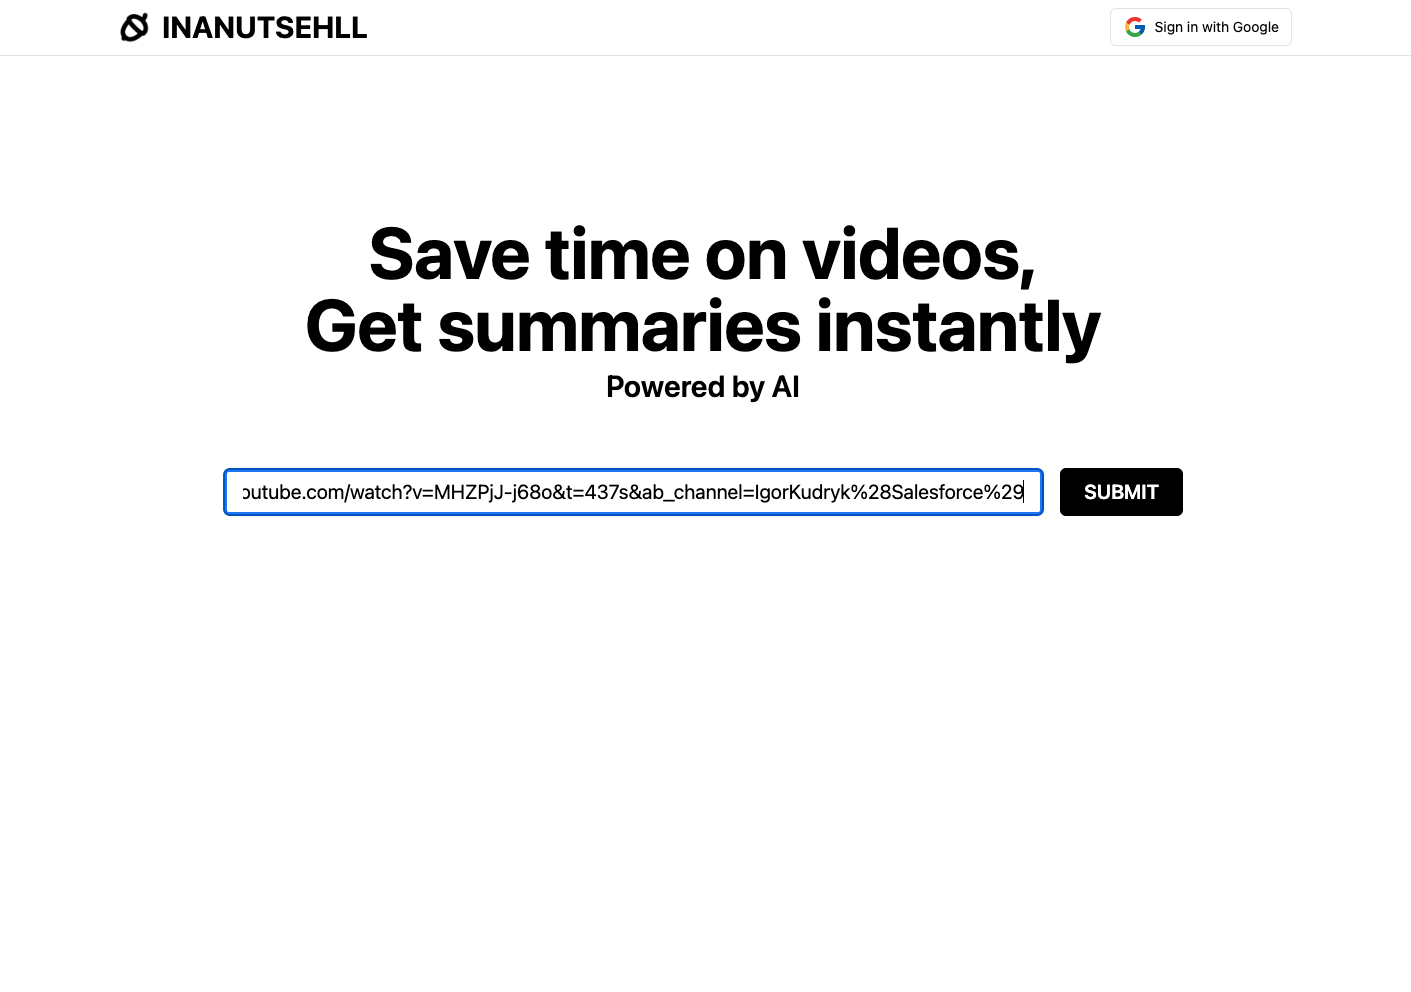 INANUTSEHLL
Sign in with Google
Save time on videos,
Get summaries instantly
Powered by AI
outube.com/watch?v=MHZPjJ-j68o&t=437s&ab_channel=IgorKudryk%28Salesforce%29
SUBMIT